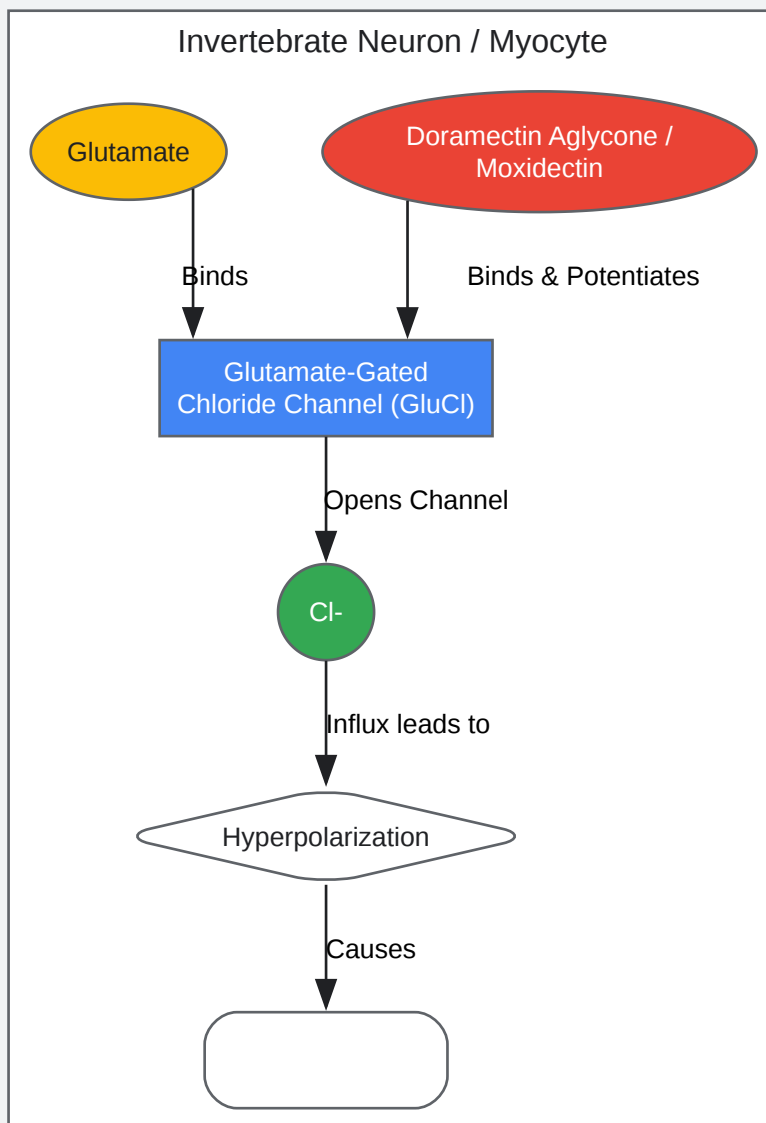 Invertebrate Neuron / Myocyte
Glutamate
Doramectin Aglycone /
Moxidectin
Binds
Binds & Potentiates
Glutamate-Gated
Chloride Channel (GluCl)
Opens Channel
Cl-
Influx leads to
Hyperpolarization
Causes